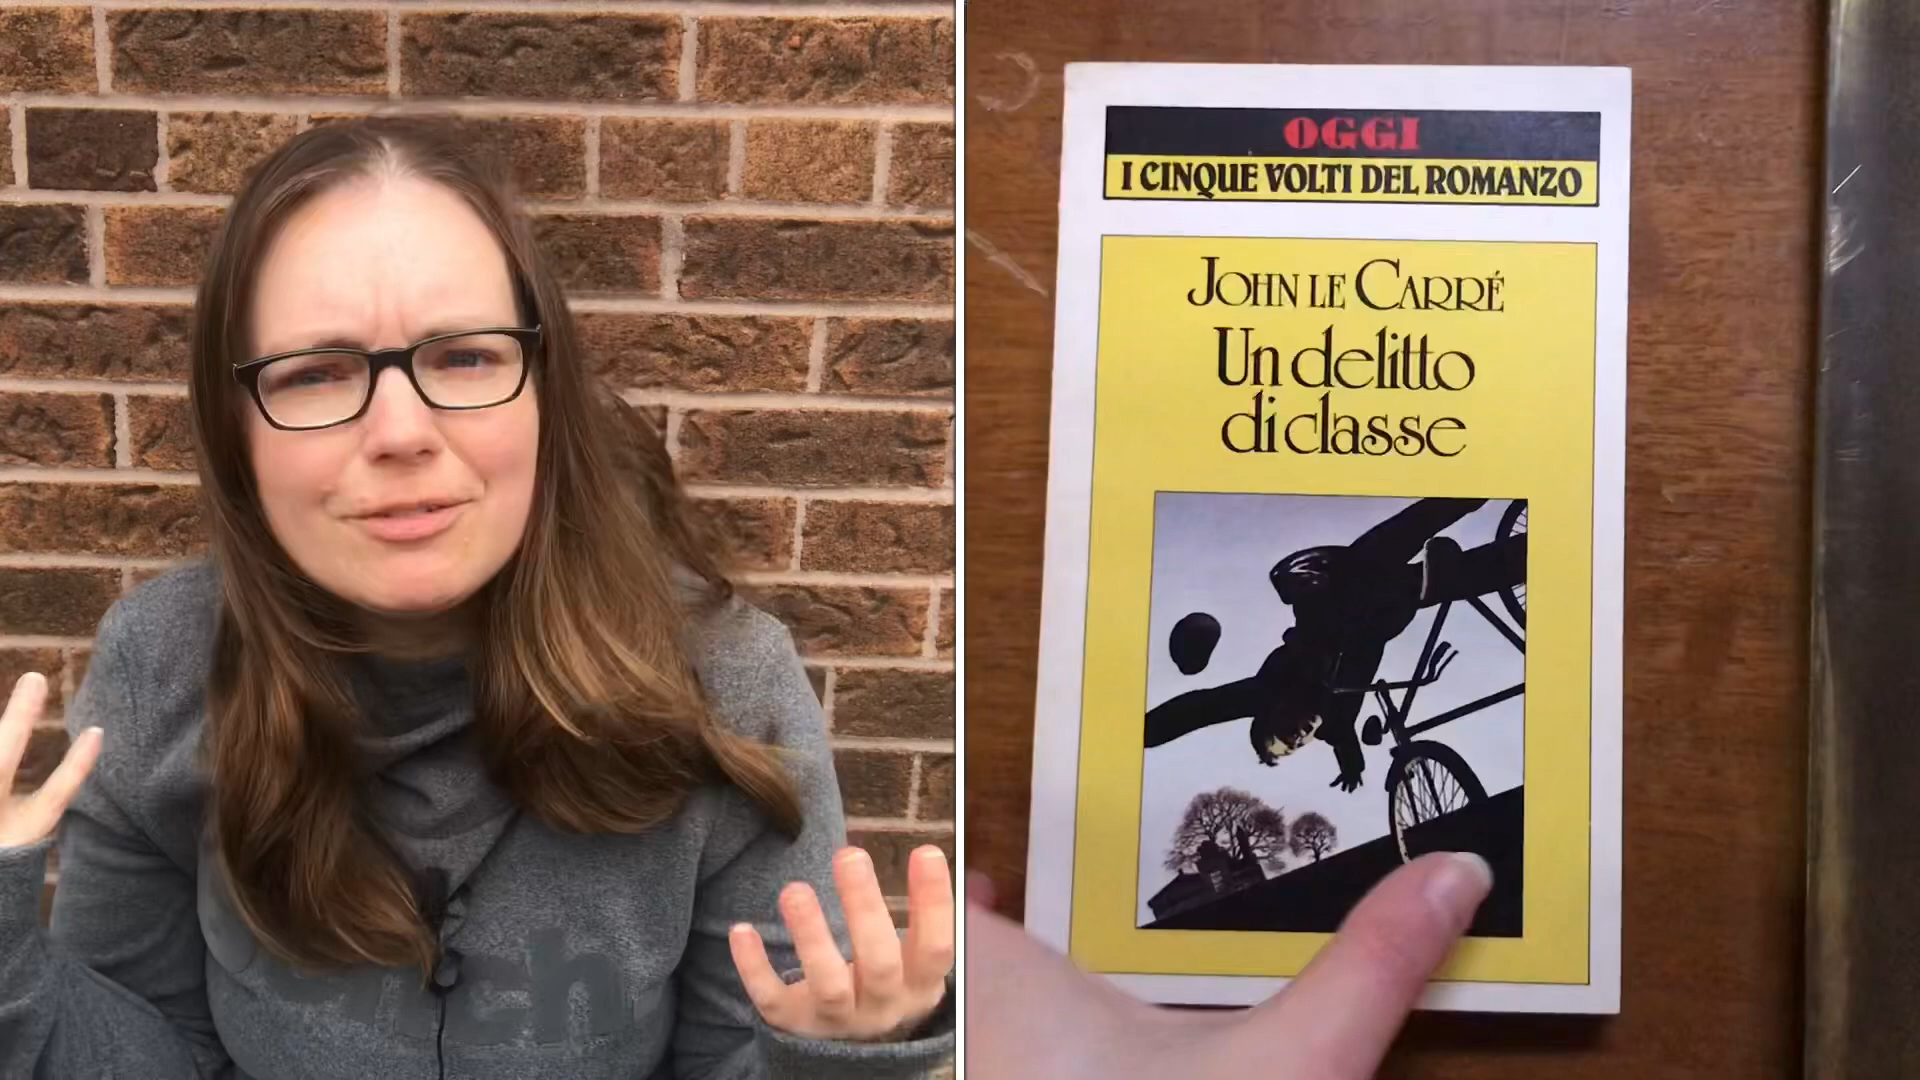 OGGI
I CINQUE VOLTI DEL ROMANZO
JOHN LE CARRÉ
Un delitto
di classe